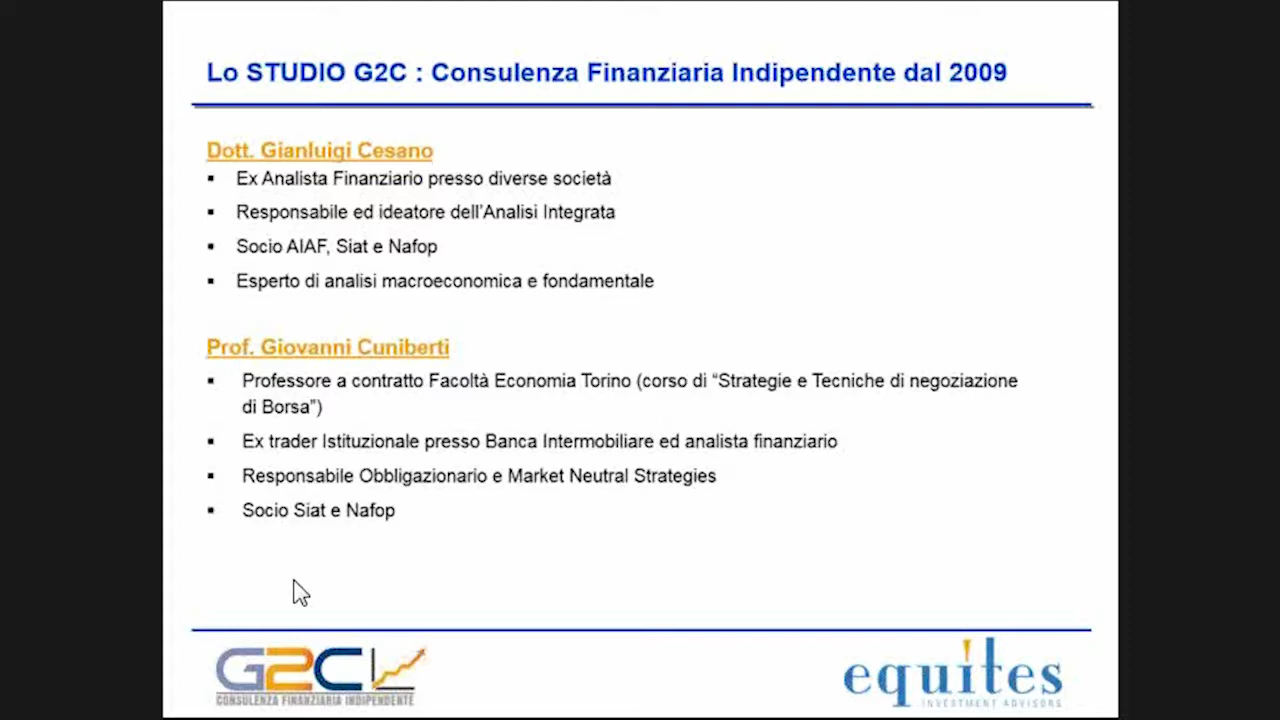 Lo STUDIO G2C : Consulenza Finanziaria Indipendente dal 2009
Dott. Gianluigi Cesano
▪ Ex Analista Finanziario presso diverse società
▪ Responsabile ed ideatore dell'Analisi Integrata
▪ Socio AIAF, Siat e Nafop
▪ Esperto di analisi macroeconomica e fondamentale
Prof. Giovanni Cuniberti
▪ Professore a contratto Facoltà Economia Torino (corso di “Strategie e Tecniche di negoziazione
di Borsa”)
▪ Ex trader Istituzionale presso Banca Intermobiliare ed analista finanziario
▪ Responsabile Obbligazionario e Market Neutral Strategies
▪ Socio Siat e Nafop
G2C
CONSULENZA FINANZIARIA INDIPENDENTE
equites
INVESTMENT ADVISORS